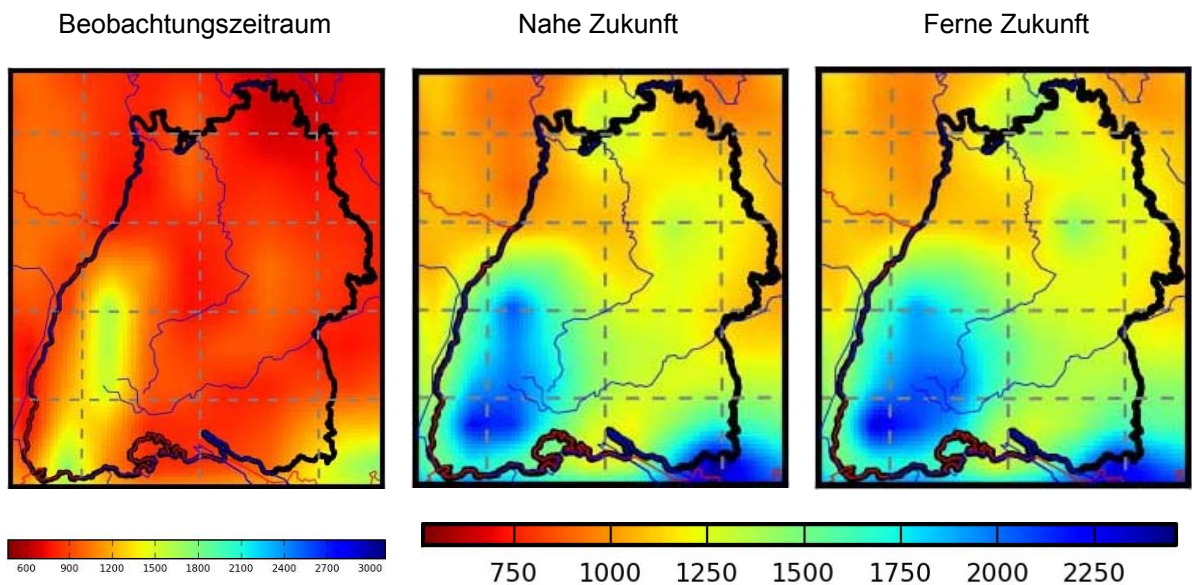 Beobachtungszeitraum
Nahe Zukunft
Ferne Zukunft
600 900 1200 1500 1800 2100 2400 2700 3000
750 1000 1250 1500 1750 2000 2250